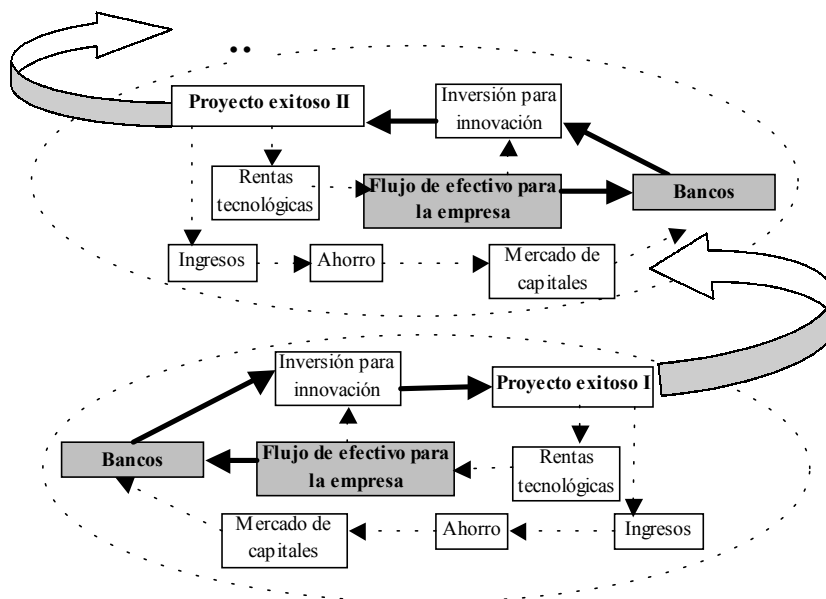 Proyecto exitoso II
Inversión para
innovación
Rentas
tecnológicas
Flujo de efectivo para
la empresa
Bancos
Ingresos
Ahorro
Mercado de
capitales
Inversión para
innovación
Proyecto exitoso I
Bancos
Flujo de efectivo para
la empresa
Rentas
tecnológicas
Mercado de
capitales
Ahorro
Ingresos